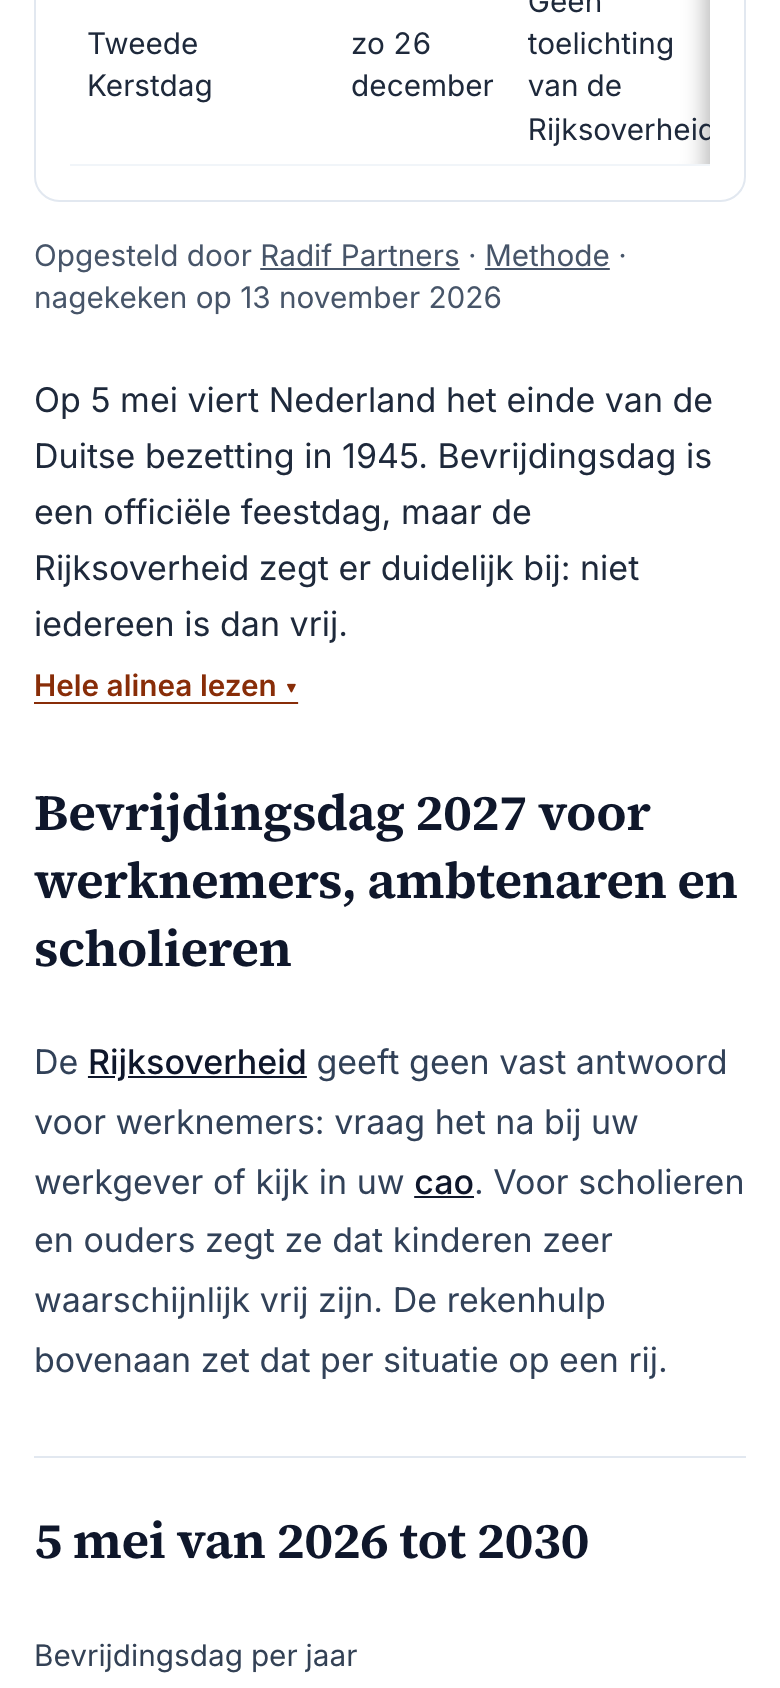 Geen
Tweede zo 26 toelichting
Kerstdag december van de
Rijksoverheid
Opgesteld door Radif Partners · Methode ·
nagekeken op 13 november 2026
Op 5 mei viert Nederland het einde van de
Duitse bezetting in 1945. Bevrijdingsdag is
een officiële feestdag, maar de
Rijksoverheid zegt er duidelijk bij: niet
iedereen is dan vrij.
Hele alinea lezen ▾
Bevrijdingsdag 2027 voor
werknemers, ambtenaren en
scholieren
De Rijksoverheid geeft geen vast antwoord
voor werknemers: vraag het na bij uw
werkgever of kijk in uw cao. Voor scholieren
en ouders zegt ze dat kinderen zeer
waarschijnlijk vrij zijn. De rekenhulp
bovenaan zet dat per situatie op een rij.
5 mei van 2026 tot 2030
Bevrijdingsdag per jaar